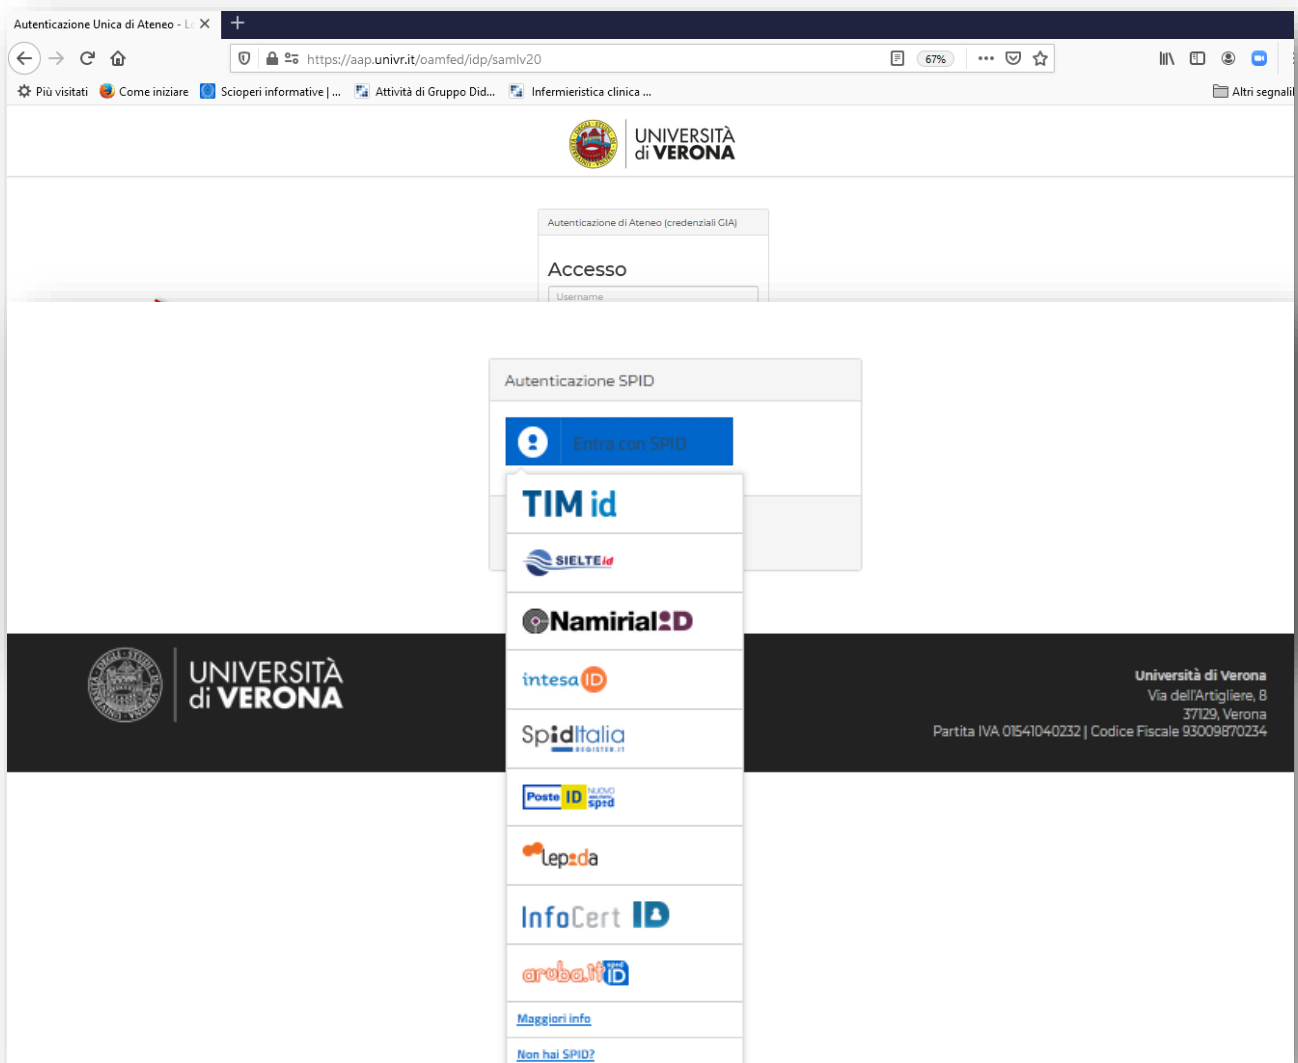 Autenticazione Unica di Ateneo - Lo
https://aap.univr.it/oamfed/idp/samlv20
67%
Più visitati
Come iniziare
Scioperi informative | ...
Attività di Gruppo Did...
Infermieristica clinica ...
Altri segnalib
UNIVERSITÀ
di VERONA
Autenticazione di Ateneo (credenziali GIA)
Accesso
Username
Autenticazione SPID
Entra con SPID
TIM id
SIELTE id
Namirial ID
intesa ID
SpidItalia
REGISTER.IT
Poste ID NUOVO
spid
Lepida
InfoCert ID
aruba.it spid ID
Maggiori info
Non hai SPID?
UNIVERSITÀ
di VERONA
Università di Verona
Via dell'Artigliere, 8
37129, Verona
Partita IVA 01541040232 | Codice Fiscale 93009870234